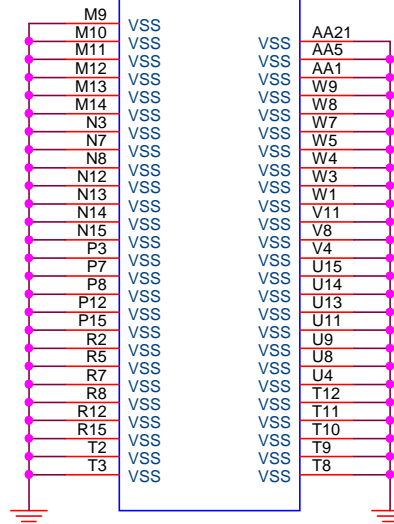 M9 VSS
M10 VSS VSS AA21
M11 VSS VSS AA5
M12 VSS VSS AA1
M13 VSS VSS W9
M14 VSS VSS W8
N3 VSS VSS W7
N7 VSS VSS W5
N8 VSS VSS W4
N12 VSS VSS W3
N13 VSS VSS W1
N14 VSS VSS V11
N15 VSS VSS V8
P3 VSS VSS V4
P7 VSS VSS U15
P8 VSS VSS U14
P12 VSS VSS U13
P15 VSS VSS U11
R2 VSS VSS U9
R5 VSS VSS U8
R7 VSS VSS U4
R8 VSS VSS T12
R12 VSS VSS T11
R15 VSS VSS T10
T2 VSS VSS T9
T3 VSS VSS T8